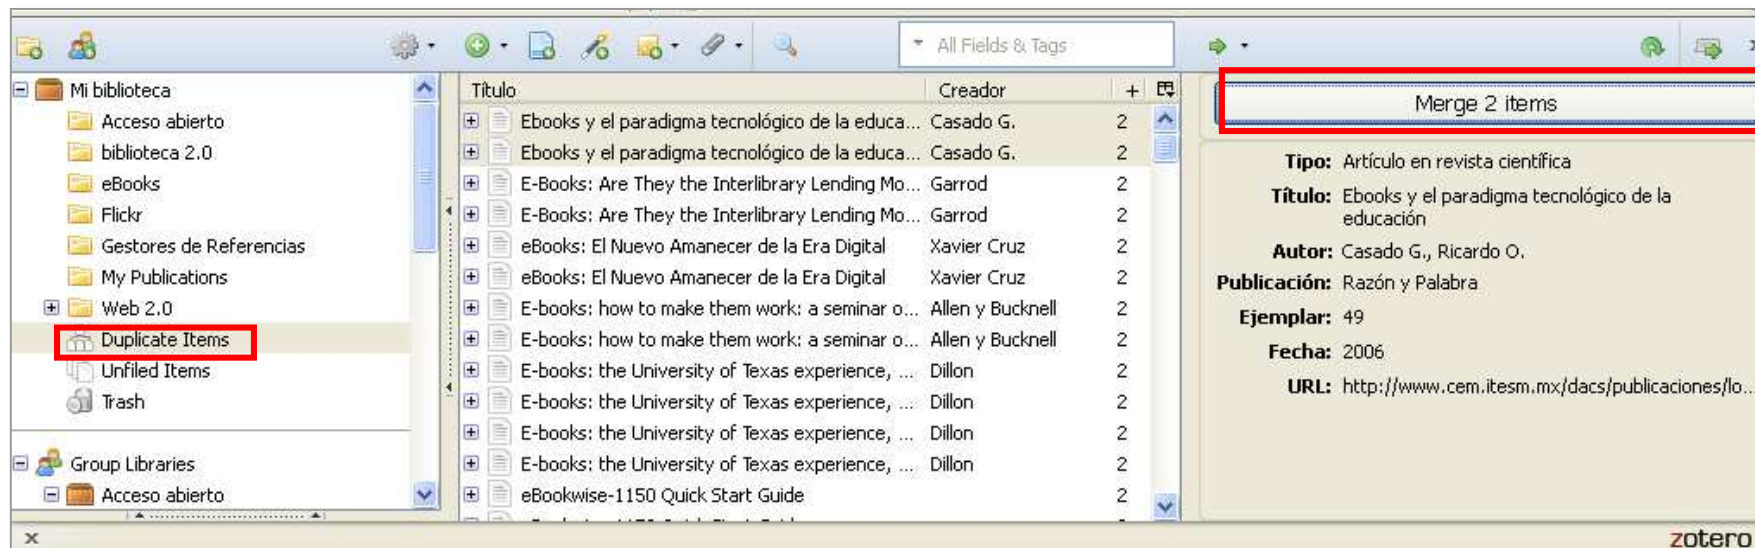 All Fields & Tags
Mi biblioteca
Acceso abierto
biblioteca 2.0
eBooks
Flickr
Gestores de Referencias
My Publications
Web 2.0
Duplicate Items
Unfiled Items
Trash
Group Libraries
Acceso abierto
Título Creador +
Ebooks y el paradigma tecnológico de la educa... Casado G. 2
Ebooks y el paradigma tecnológico de la educa... Casado G. 2
E-Books: Are They the Interlibrary Lending Mo... Garrod 2
E-Books: Are They the Interlibrary Lending Mo... Garrod 2
eBooks: El Nuevo Amanecer de la Era Digital Xavier Cruz 2
eBooks: El Nuevo Amanecer de la Era Digital Xavier Cruz 2
E-books: how to make them work: a seminar o... Allen y Bucknell 2
E-books: how to make them work: a seminar o... Allen y Bucknell 2
E-books: the University of Texas experience, ... Dillon 2
E-books: the University of Texas experience, ... Dillon 2
E-books: the University of Texas experience, ... Dillon 2
E-books: the University of Texas experience, ... Dillon 2
eBookwise-1150 Quick Start Guide 2
Merge 2 items
Tipo: Artículo en revista científica
Título: Ebooks y el paradigma tecnológico de la
educación
Autor: Casado G., Ricardo O.
Publicación: Razón y Palabra
Ejemplar: 49
Fecha: 2006
URL: http://www.cem.itesm.mx/dacs/publicaciones/lo...
zotero